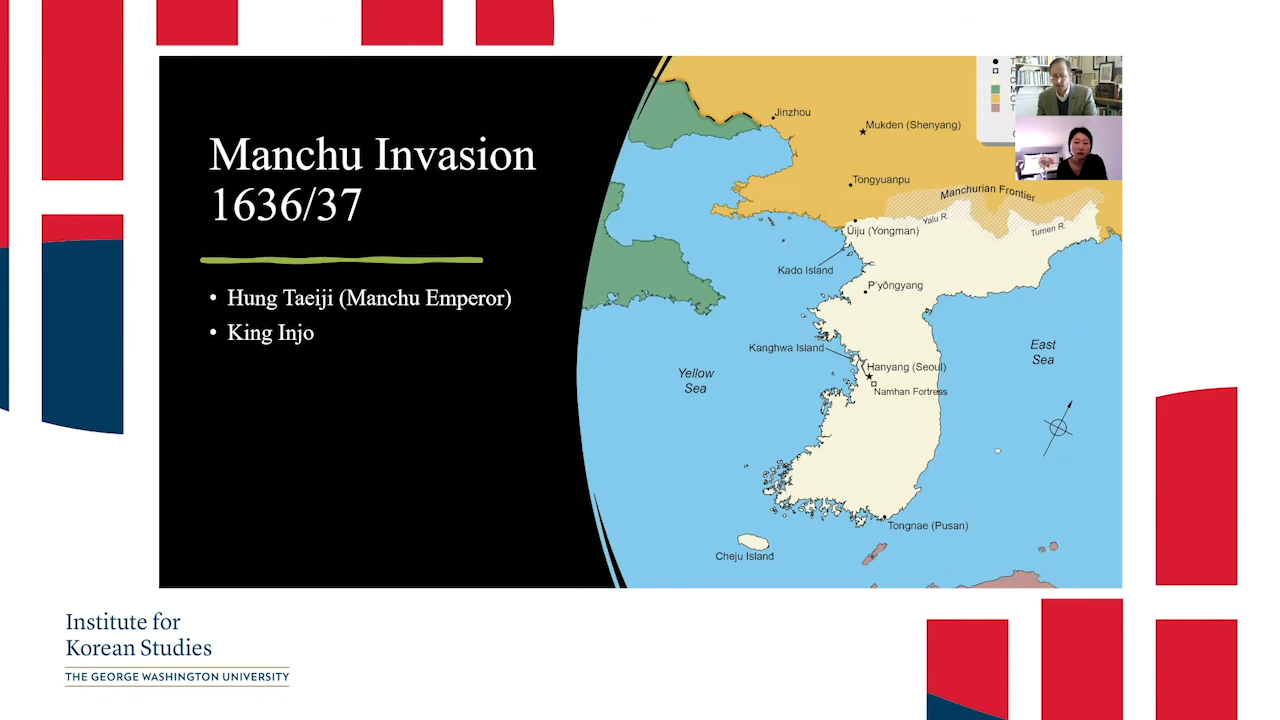 Manchu Invasion
1636/37
• Hung Taeiji (Manchu Emperor)
• King Injo
Jinzhou
Mukden (Shenyang)
Tongyuanpu
Manchurian Frontier
Yalu R.
Tumen R.
Ŭiju (Yongman)
Kado Island
P'yŏngyang
Kanghwa Island
Hanyang (Seoul)
Namhan Fortress
East
Sea
Yellow
Sea
Tongnae (Pusan)
Cheju Island
Institute for
Korean Studies
THE GEORGE WASHINGTON UNIVERSITY